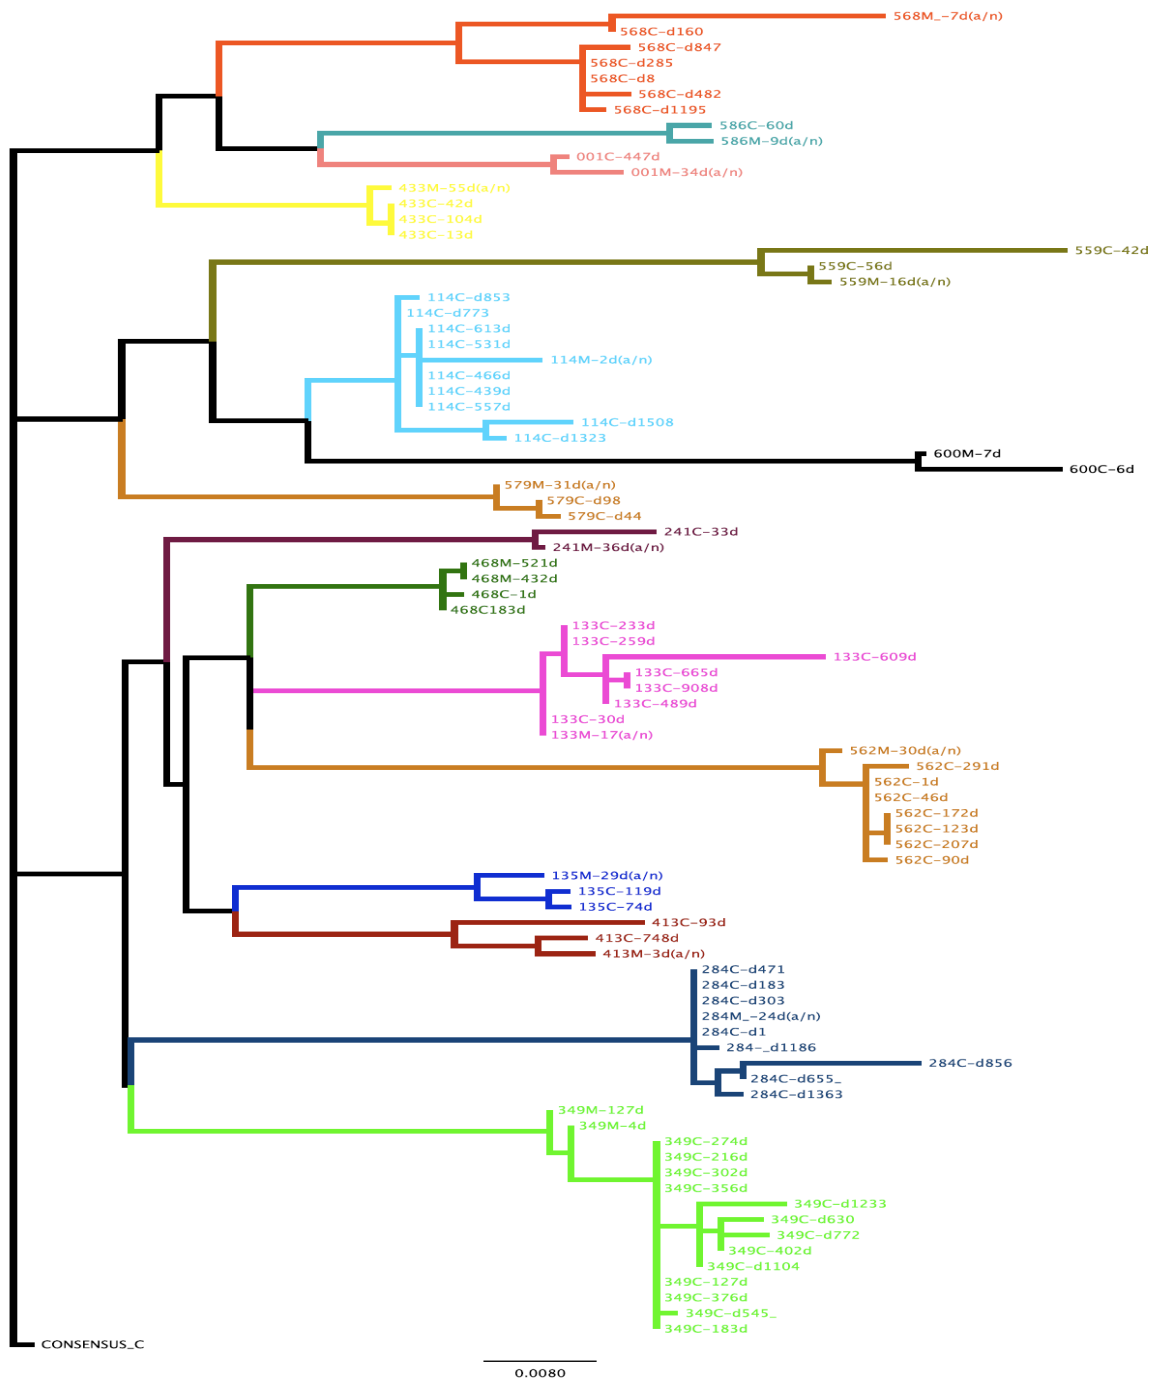 568M_-7d(a/n)
568C-d160
568C-d847
568C-d285
568C-d8
568C-d482
568C-d1195
586C-60d
586M-9d(a/n)
001C-447d
001M-34d(a/n)
433M-55d(a/n)
433C-42d
433C-104d
433C-13d
559C-42d
559C-56d
559M-16d(a/n)
114C-d853
114C-d773
114C-613d
114C-531d
114M-2d(a/n)
114C-466d
114C-439d
114C-557d
114C-d1508
114C-d1323
600M-7d
600C-6d
579M-31d(a/n)
579C-d98
579C-d44
241C-33d
241M-36d(a/n)
468M-521d
468M-432d
468C-1d
468C183d
133C-233d
133C-259d
133C-609d
133C-665d
133C-908d
133C-489d
133C-30d
133M-17(a/n)
562M-30d(a/n)
562C-291d
562C-1d
562C-46d
562C-172d
562C-123d
562C-207d
562C-90d
135M-29d(a/n)
135C-119d
135C-74d
413C-93d
413C-748d
413M-3d(a/n)
284C-d471
284C-d183
284C-d303
284M_-24d(a/n)
284C-d1
284-_d1186
284C-d856
284C-d655_
284C-d1363
349M-127d
349M-4d
349C-274d
349C-216d
349C-302d
349C-356d
349C-d1233
349C-d630
349C-d772
349C-402d
349C-d1104
349C-127d
349C-376d
349C-d545_
349C-183d
CONSENSUS_C
0.0080